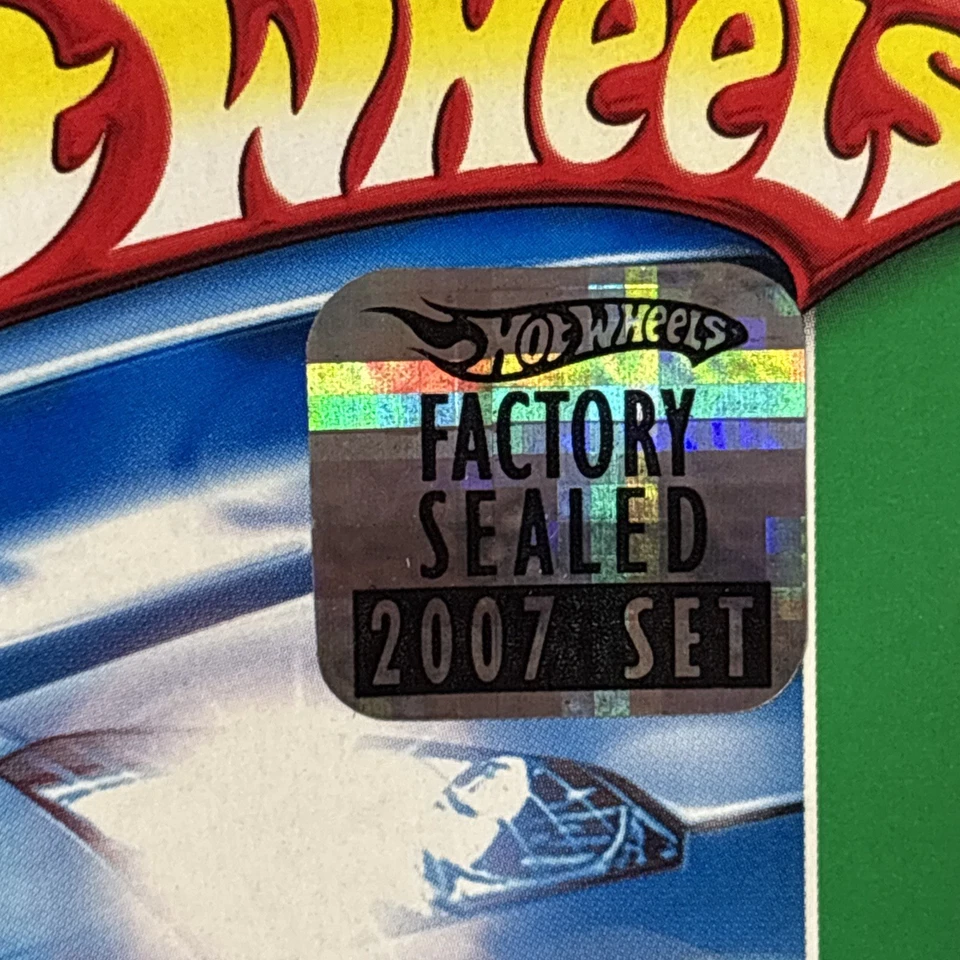 WHEELS
HOT WHEELS
FACTORY
SEALED
2007 SET